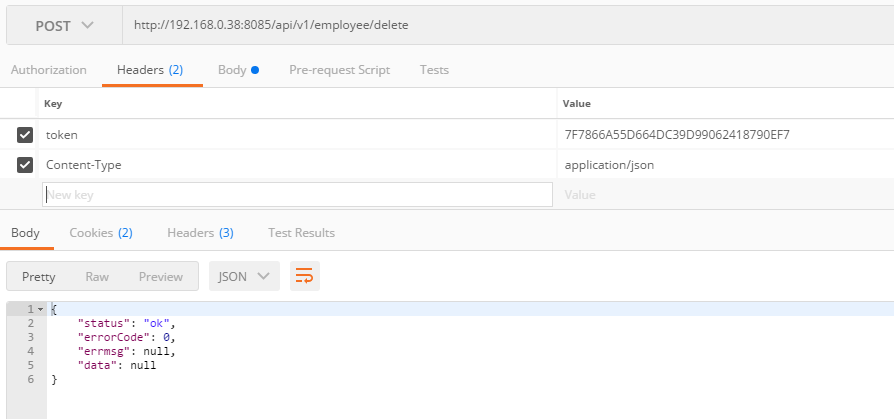 POST http://192.168.0.38:8085/api/v1/employee/delete
Authorization Headers (2) Body Pre-request Script Tests
Key Value
token 7F7866A55D664DC39D99062418790EF7
Content-Type application/json
New key Value
Body Cookies (2) Headers (3) Test Results
Pretty Raw Preview JSON
1 {
2 "status": "ok",
3 "errorCode": 0,
4 "errmsg": null,
5 "data": null
6 }